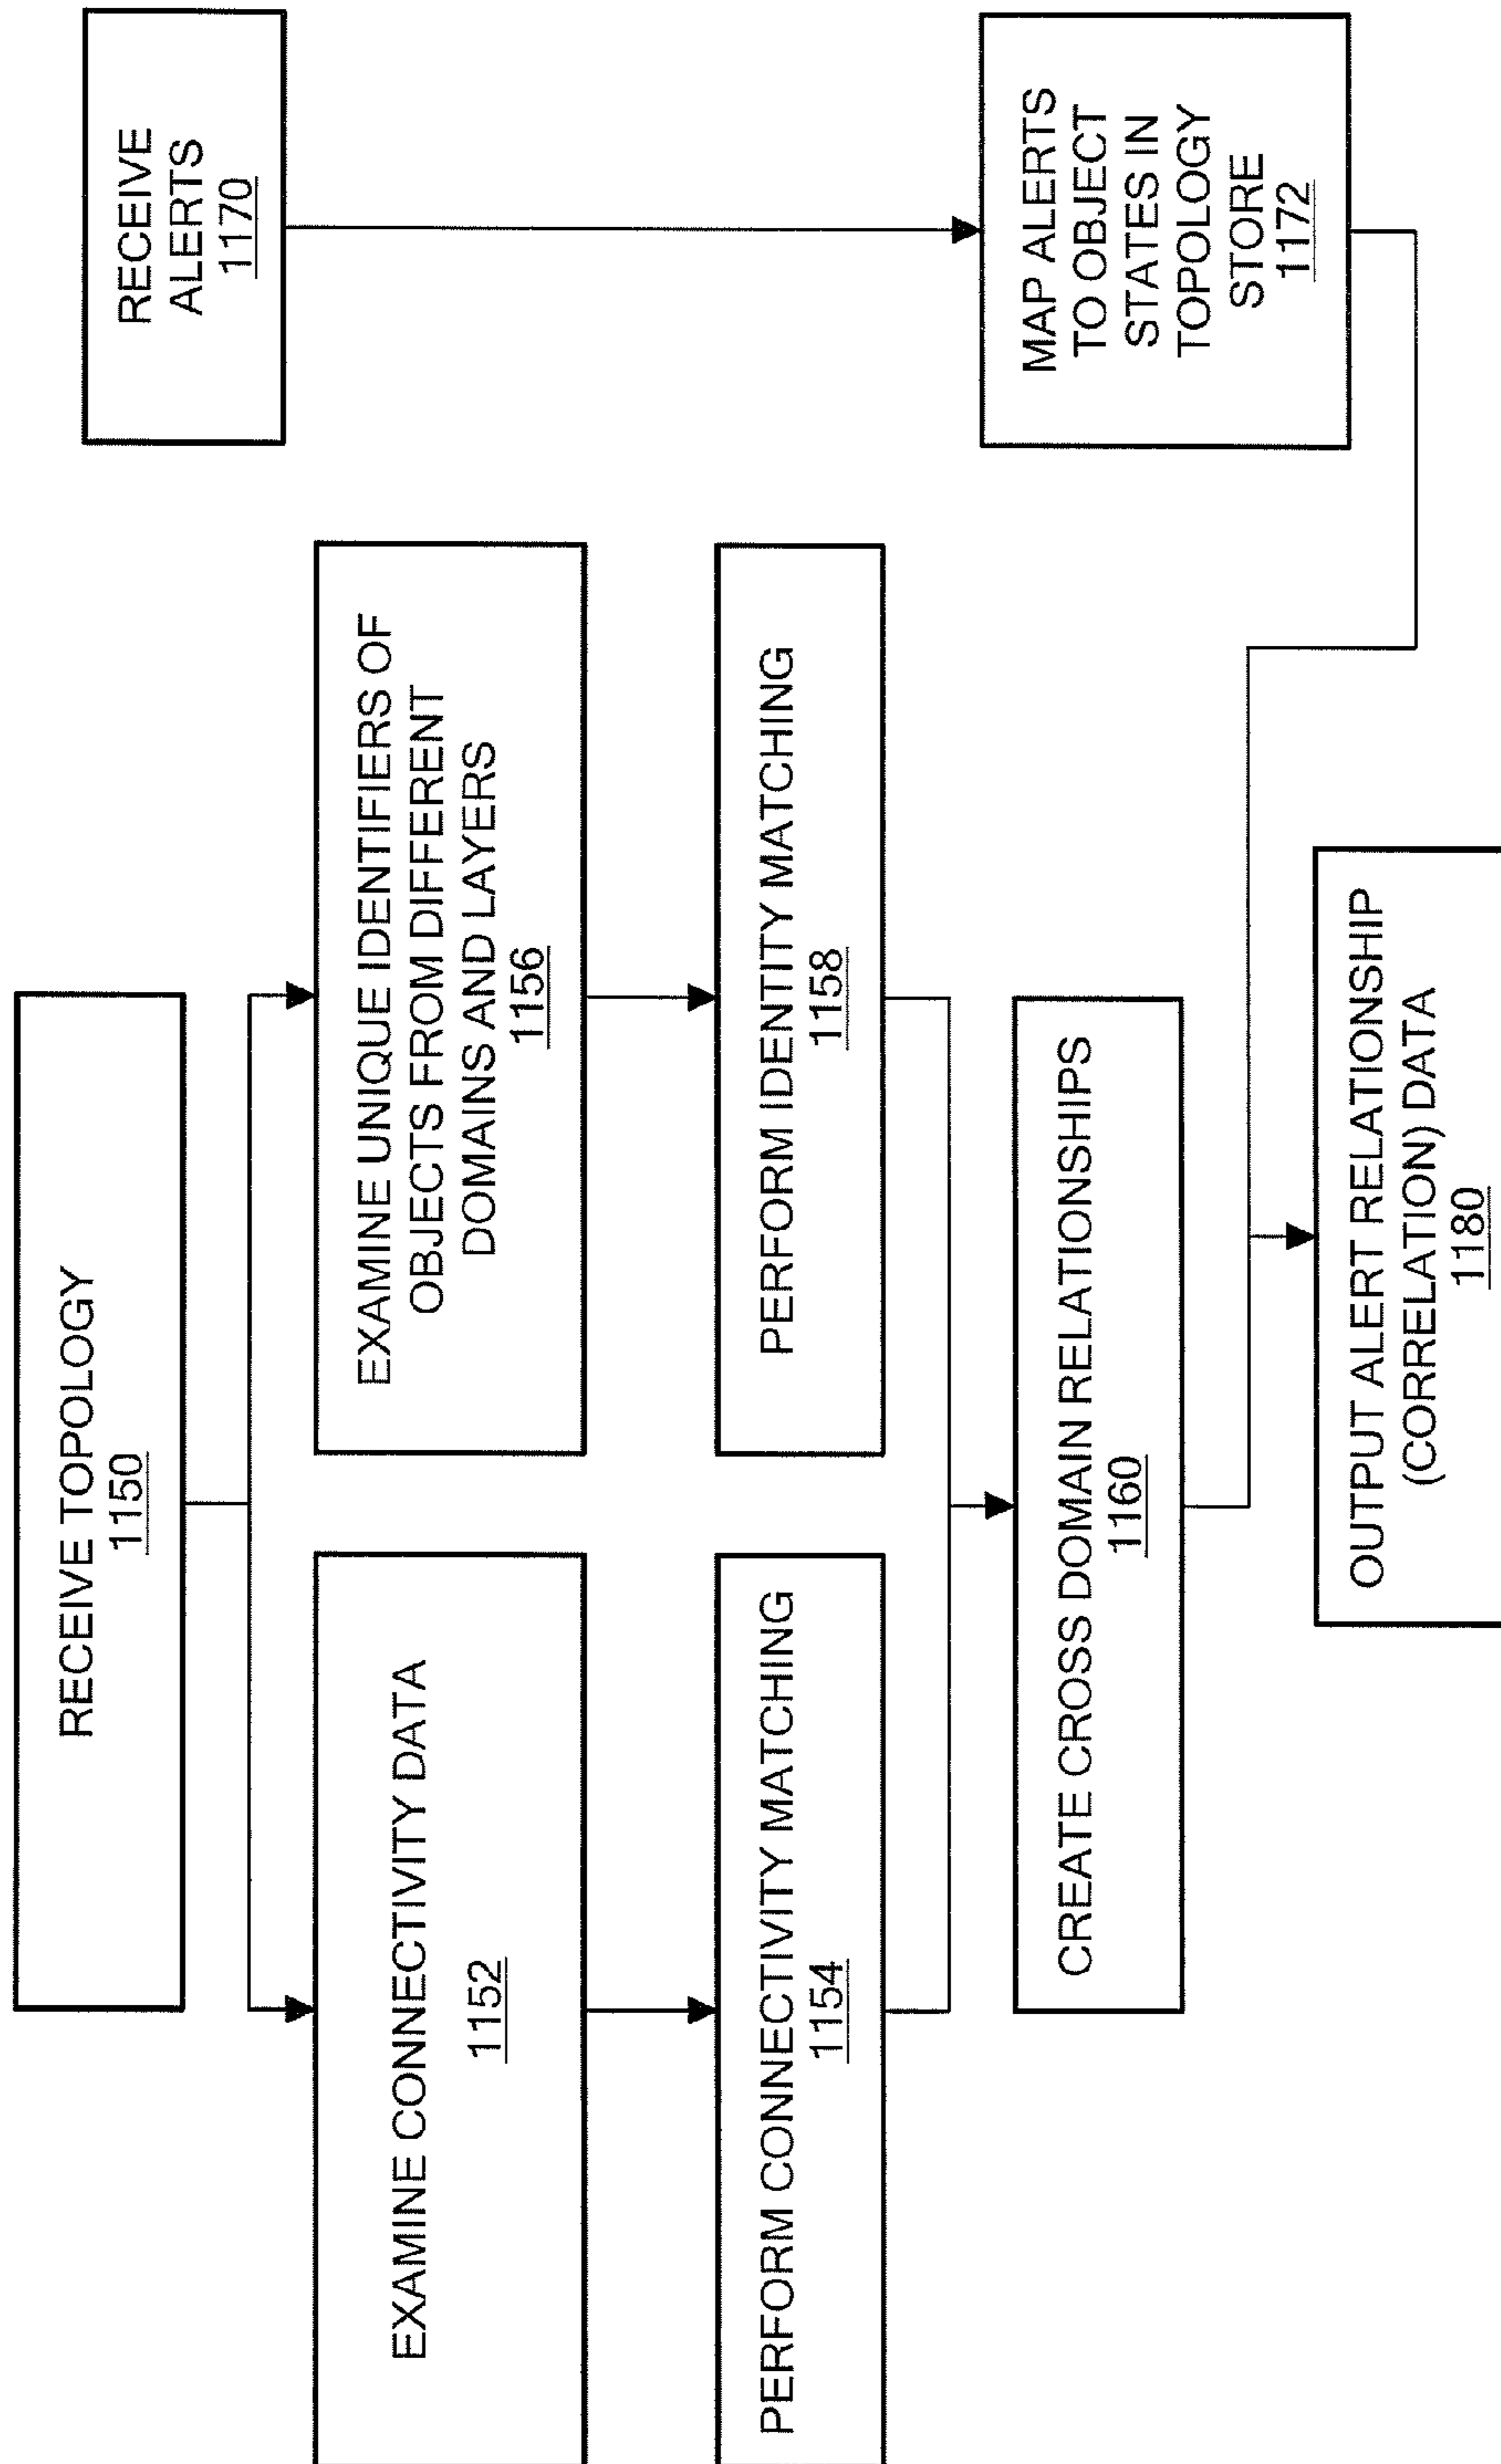 RECEIVE TOPOLOGY
1150
EXAMINE CONNECTIVITY DATA
1152
PERFORM CONNECTIVITY MATCHING
1154
EXAMINE UNIQUE IDENTIFIERS OF
OBJECTS FROM DIFFERENT
DOMAINS AND LAYERS
1156
PERFORM IDENTITY MATCHING
1158
CREATE CROSS DOMAIN RELATIONSHIPS
1160
RECEIVE
ALERTS
1170
MAP ALERTS
TO OBJECT
STATES IN
TOPOLOGY
STORE
1172
OUTPUT ALERT RELATIONSHIP
(CORRELATION) DATA
1180